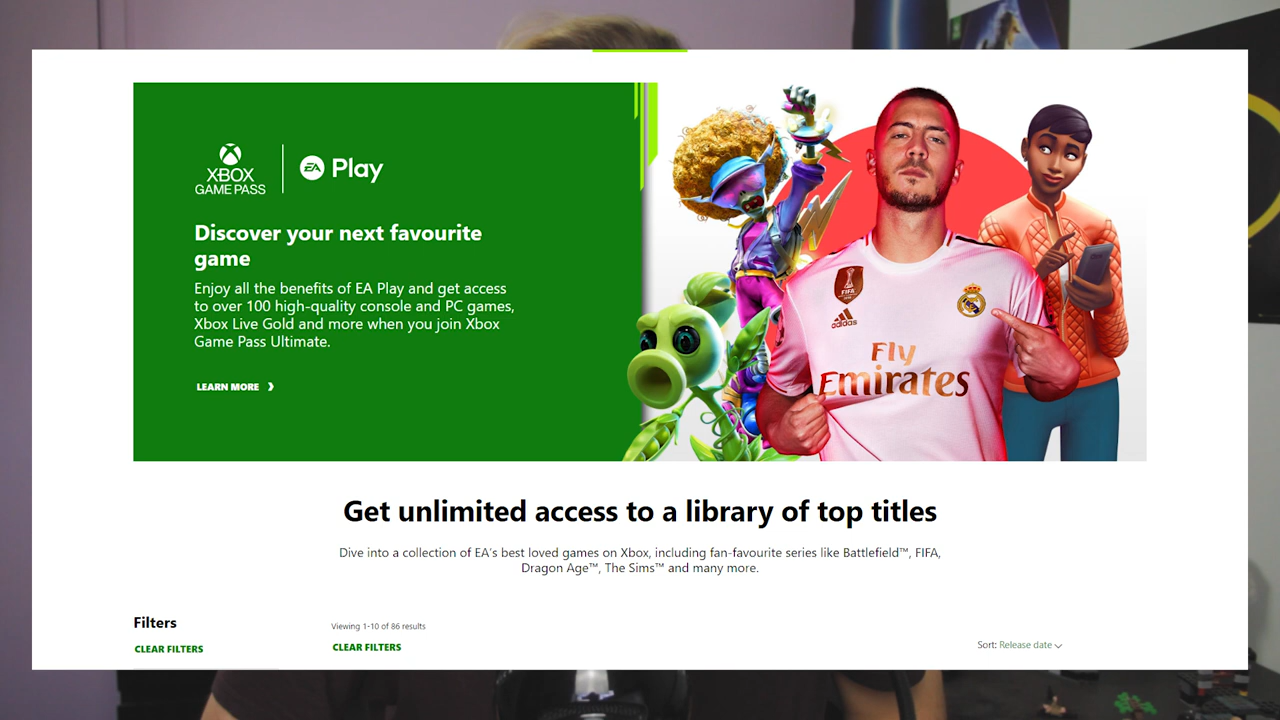 XBOX
GAME PASS
EA Play
Discover your next favourite
game
Enjoy all the benefits of EA Play and get access
to over 100 high-quality console and PC games,
Xbox Live Gold and more when you join Xbox
Game Pass Ultimate.
LEARN MORE ❯
FIFA
adidas
Fly
Emirates
Get unlimited access to a library of top titles
Dive into a collection of EA's best loved games on Xbox, including fan-favourite series like Battlefield™, FIFA,
Dragon Age™, The Sims™ and many more.
Filters
CLEAR FILTERS
Viewing 1-10 of 86 results
CLEAR FILTERS
Sort: Release date